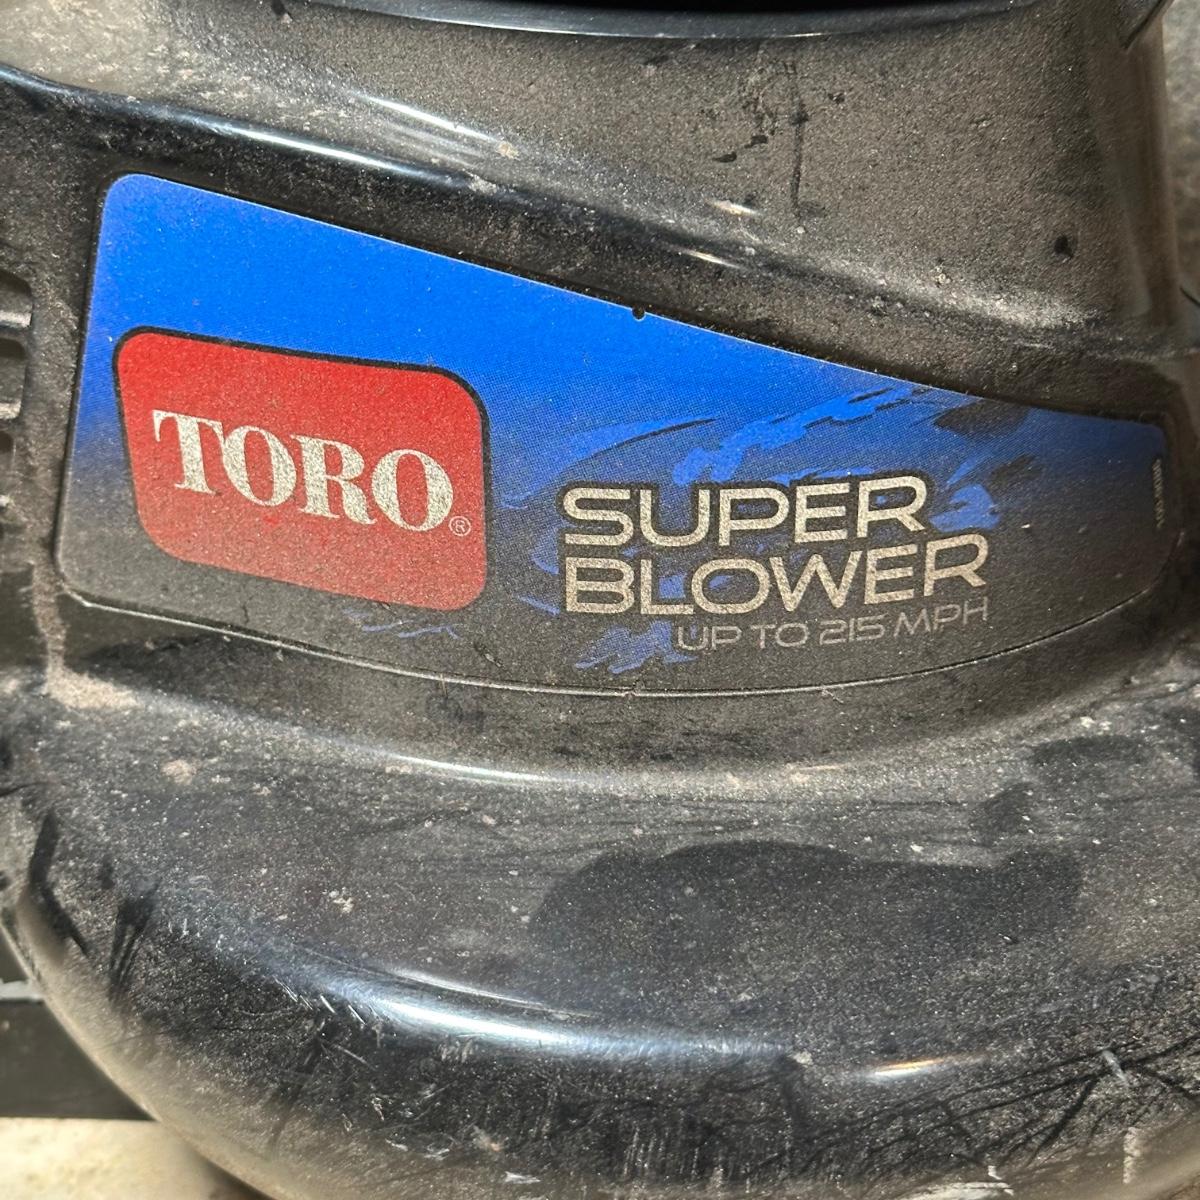 TORO®
SUPER
BLOWER
UP TO 215 MPH